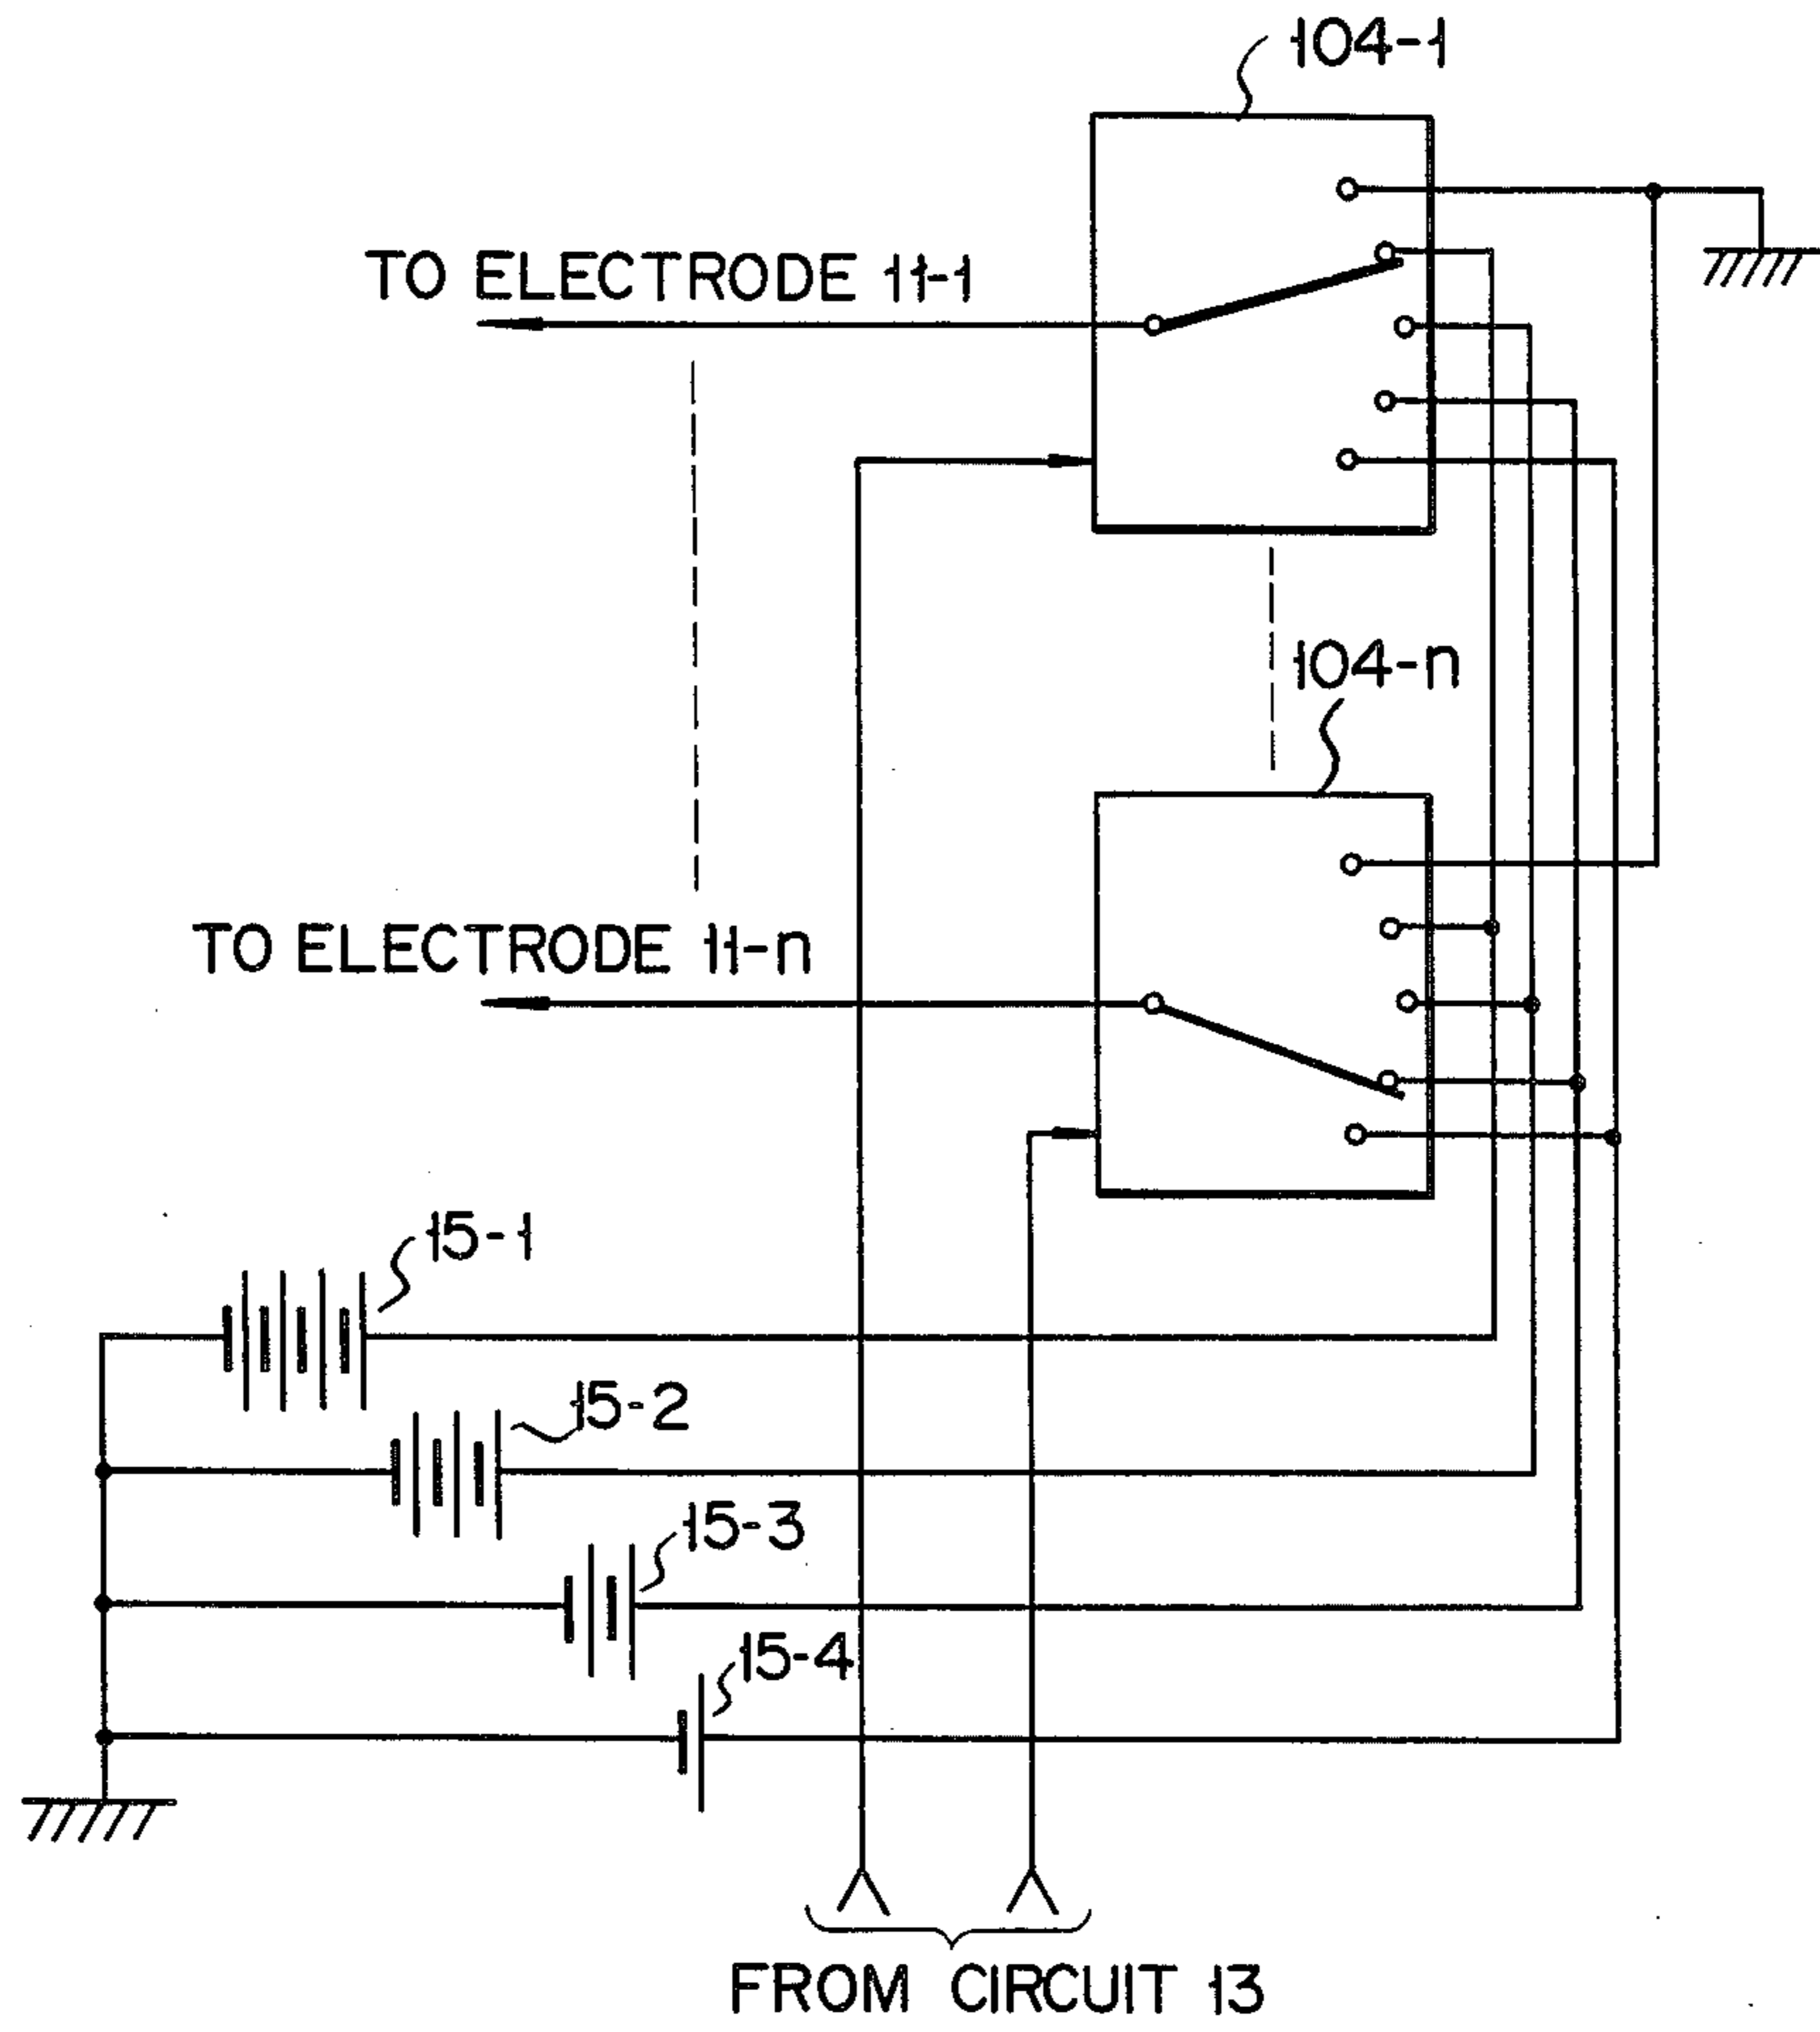 104-1
TO ELECTRODE 11-1
104-n
TO ELECTRODE 11-n
15-1
15-2
15-3
15-4
FROM CIRCUIT 13